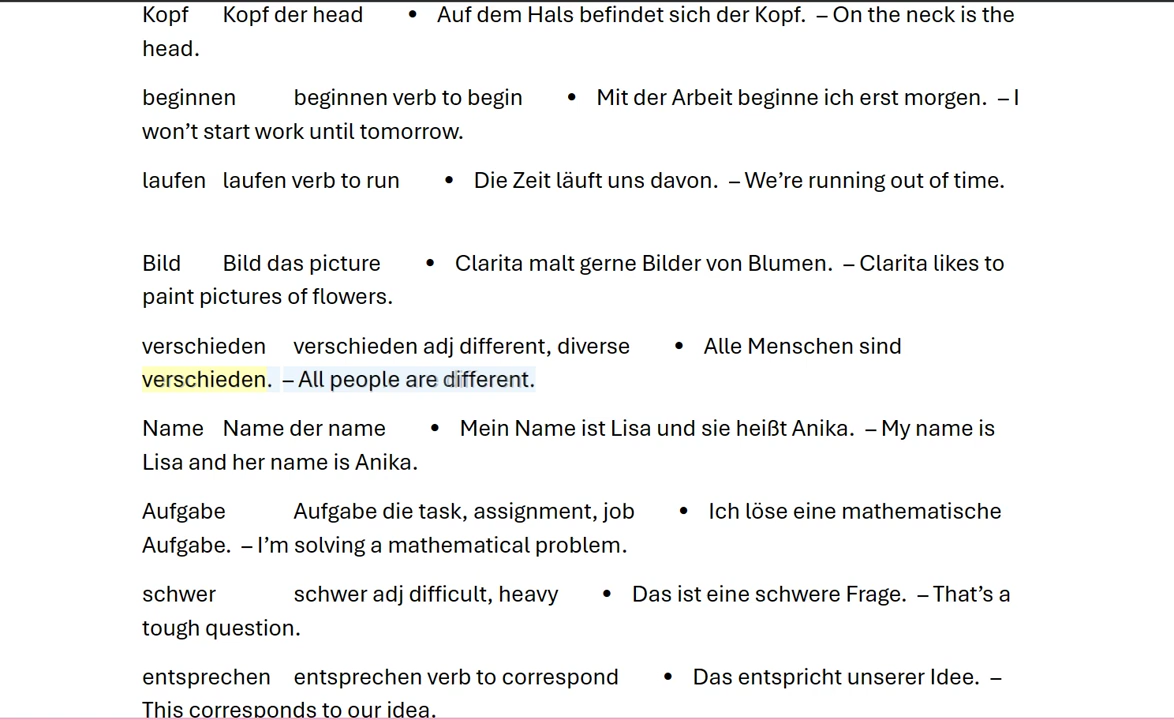 Kopf Kopf der head • Auf dem Hals befindet sich der Kopf. – On the neck is the
head.
beginnen beginnen verb to begin • Mit der Arbeit beginne ich erst morgen. – I
won’t start work until tomorrow.
laufen laufen verb to run • Die Zeit läuft uns davon. – We’re running out of time.
Bild Bild das picture • Clarita malt gerne Bilder von Blumen. – Clarita likes to
paint pictures of flowers.
verschieden verschieden adj different, diverse • Alle Menschen sind
verschieden. – All people are different.
Name Name der name • Mein Name ist Lisa und sie heißt Anika. – My name is
Lisa and her name is Anika.
Aufgabe Aufgabe die task, assignment, job • Ich löse eine mathematische
Aufgabe. – I’m solving a mathematical problem.
schwer schwer adj difficult, heavy • Das ist eine schwere Frage. – That’s a
tough question.
entsprechen entsprechen verb to correspond • Das entspricht unserer Idee. –
This corresponds to our idea.